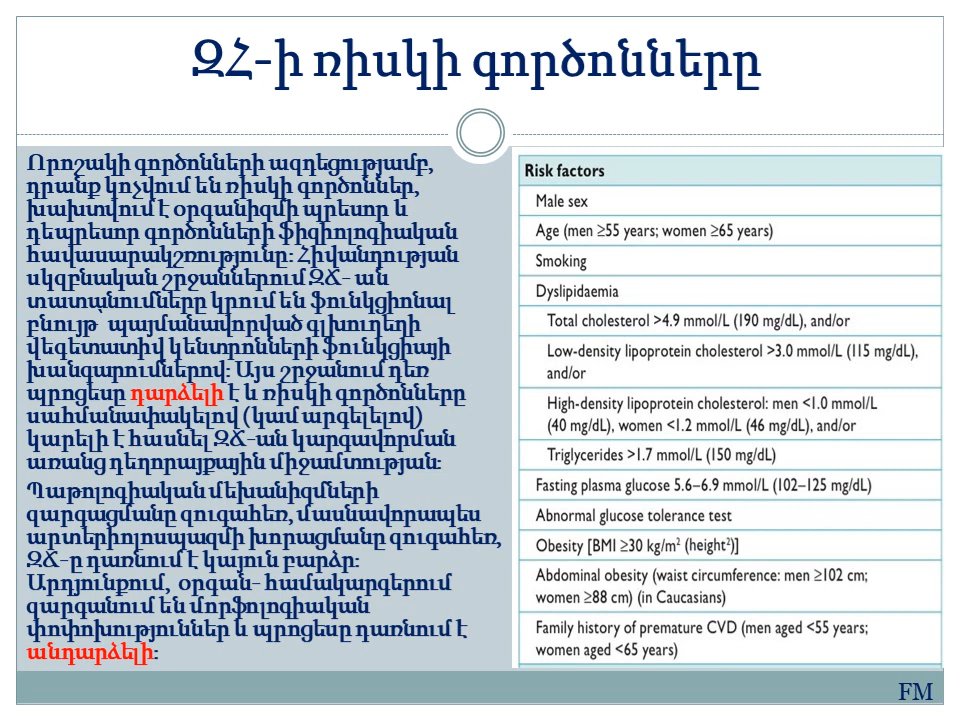 ԶՀ-ի ռիսկի գործոնները
Որոշակի գործոնների ազդեցությամբ,
դրանք կոչվում են ռիսկի գործոններ,
խախտվում է օրգանիզմի պրեսոր և
դեպրեսոր գործոնների ֆիզիոլոգիական
հավասարակշռությունը: Հիվանդության
սկզբնական շրջաններում ԶՃ- ան
տատանումները կրում են ֆունկցիոնալ
բնույթ` պայմանավորված գլխուղեղի
վեգետատիվ կենտրոնների ֆունկցիայի
խանգարումներով: Այս շրջանում դեռ
պրոցեսը դարձելի է և ռիսկի գործոնները
սահմանափակելով (կամ արգելելով)
կարելի է հասնել ԶՃ-ան կարգավորման
առանց դեղորայքային միջամտության:
Պաթոլոգիական մեխանիզմների
զարգացմանը զուգահեռ, մասնավորապես
արտերիոլոսպազմի խորացմանը զուգահեռ,
ԶՃ-ը դառնում է կայուն բարձր:
Արդյունքում, օրգան- համակարգերում
զարգանում են մորֆոլոգիական
փոփոխություններ և պրոցեսը դառնում է
անդարձելի:
Risk factors
Male sex
Age (men ≥55 years; women ≥65 years)
Smoking
Dyslipidaemia
Total cholesterol >4.9 mmol/L (190 mg/dL), and/or
Low-density lipoprotein cholesterol >3.0 mmol/L (115 mg/dL),
and/or
High-density lipoprotein cholesterol: men <1.0 mmol/L
(40 mg/dL), women <1.2 mmol/L (46 mg/dL), and/or
Triglycerides >1.7 mmol/L (150 mg/dL)
Fasting plasma glucose 5.6–6.9 mmol/L (102–125 mg/dL)
Abnormal glucose tolerance test
Obesity [BMI ≥30 kg/m² (height²)]
Abdominal obesity (waist circumference: men ≥102 cm;
women ≥88 cm) (in Caucasians)
Family history of premature CVD (men aged <55 years;
women aged <65 years)
FM